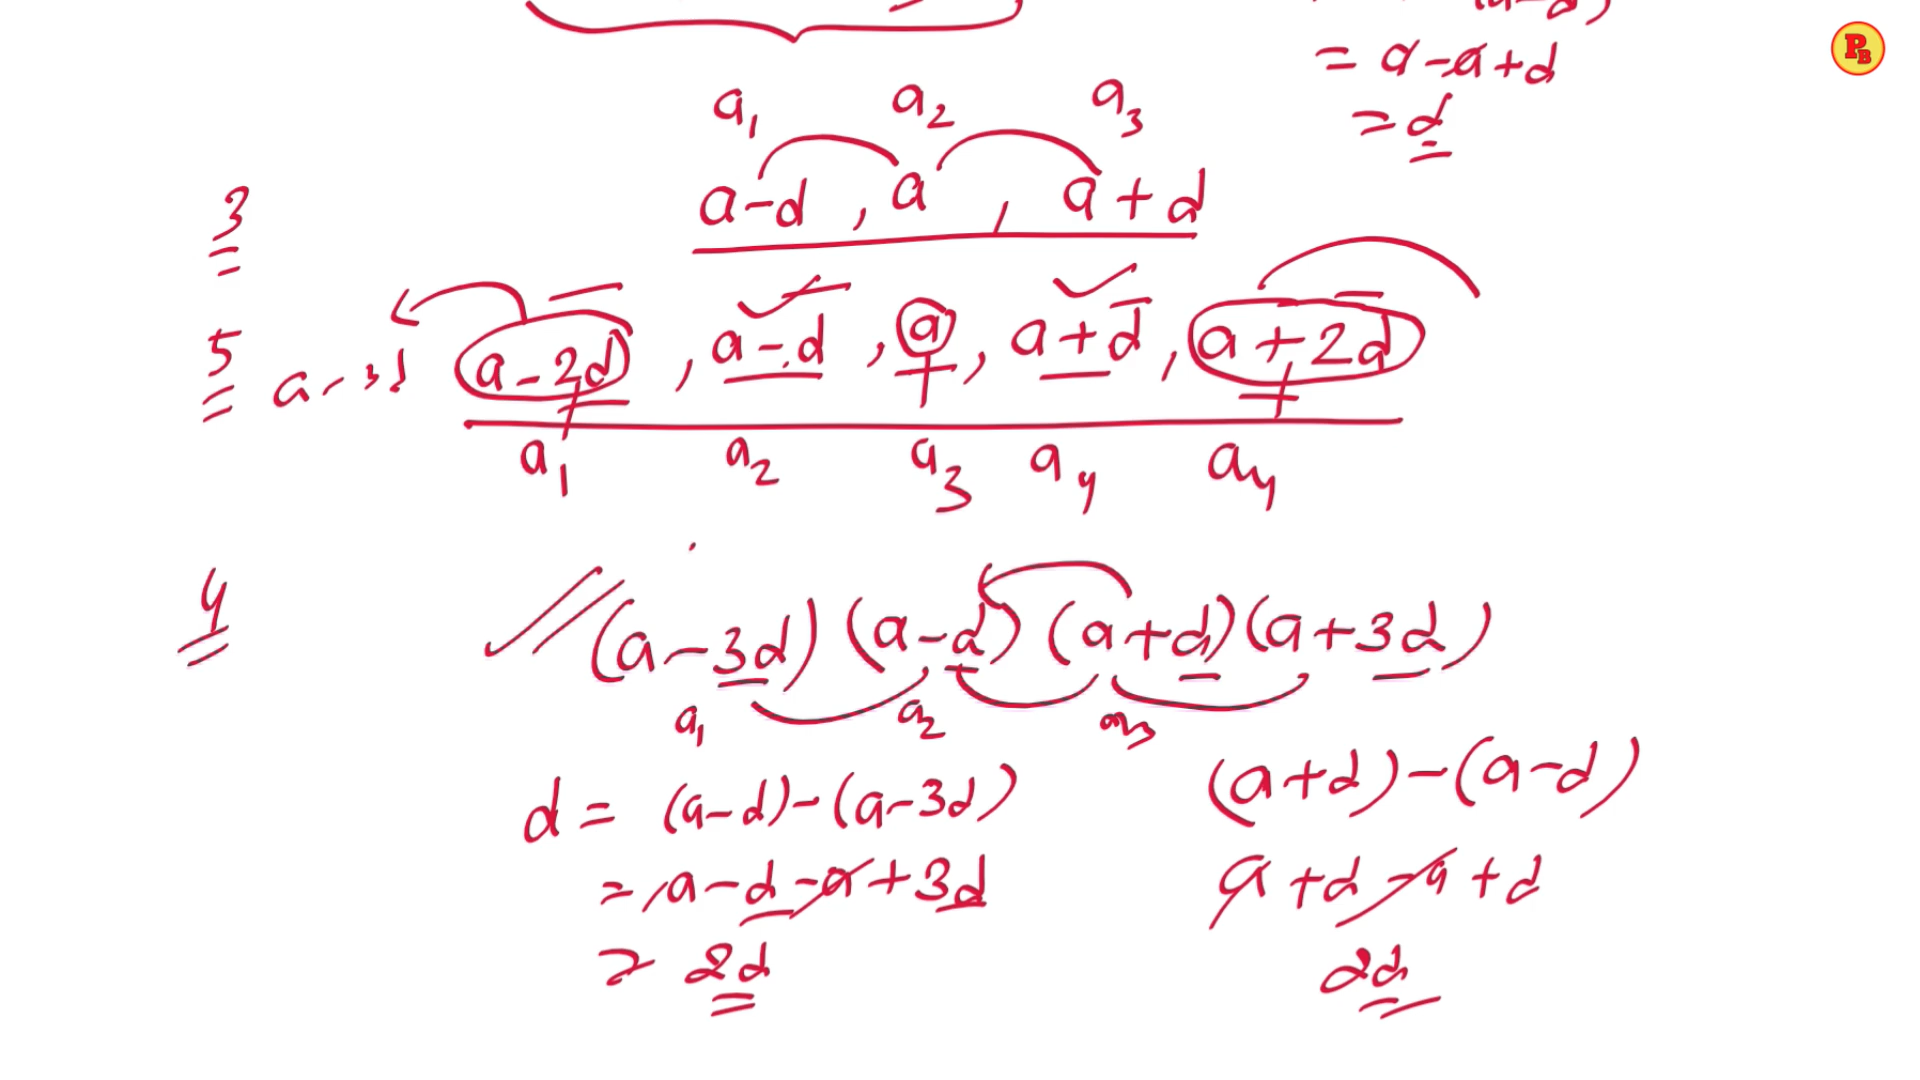 = a-a+d
= d
PB
a1 a2 a3
3 a-d , a , a+d
5 a-3d a-2d , a-d , a , a+d , a+2d
a1 a2 a3 a4 a4
4 (a-3d) (a-d) (a+d) (a+3d)
a1 a2 a3
d = (a-d)-(a-3d) (a+d)-(a-d)
= a-d-a+3d a+d-a+d
= 2d 2d